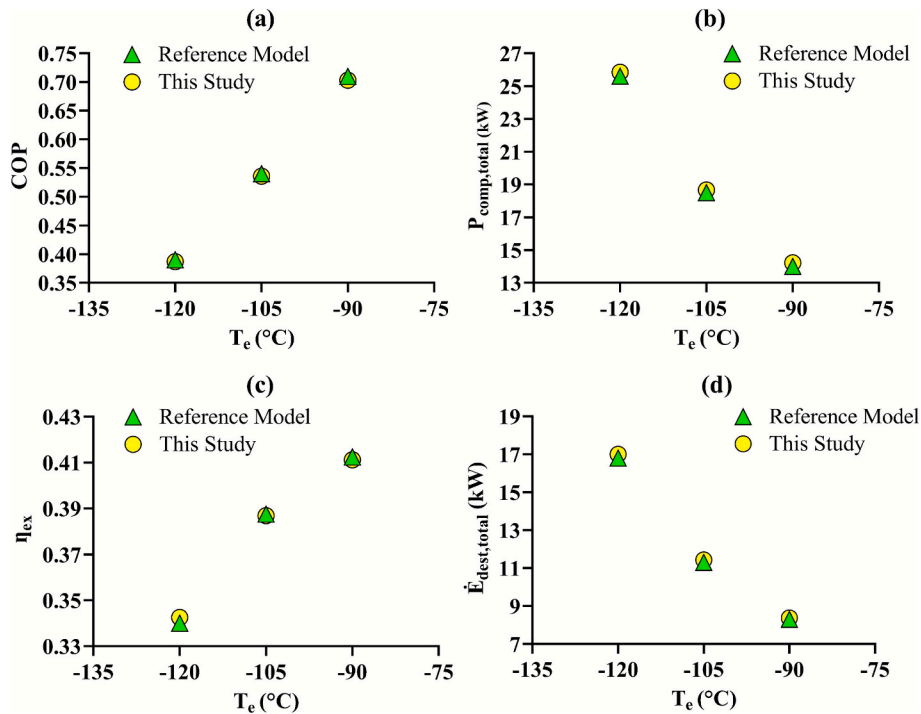 (a)
Reference Model
This Study
COP
0.75
0.70
0.65
0.60
0.55
0.50
0.45
0.40
0.35
-135 -120 -105 -90 -75
Te (°C)
(b)
Reference Model
This Study
Pcomp,total (kW)
27
25
23
21
19
17
15
13
-135 -120 -105 -90 -75
Te (°C)
(c)
Reference Model
This Study
ηex
0.43
0.41
0.39
0.37
0.35
0.33
-135 -120 -105 -90 -75
Te (°C)
(d)
Reference Model
This Study
Ėdest,total (kW)
19
17
15
13
11
9
7
-135 -120 -105 -90 -75
Te (°C)